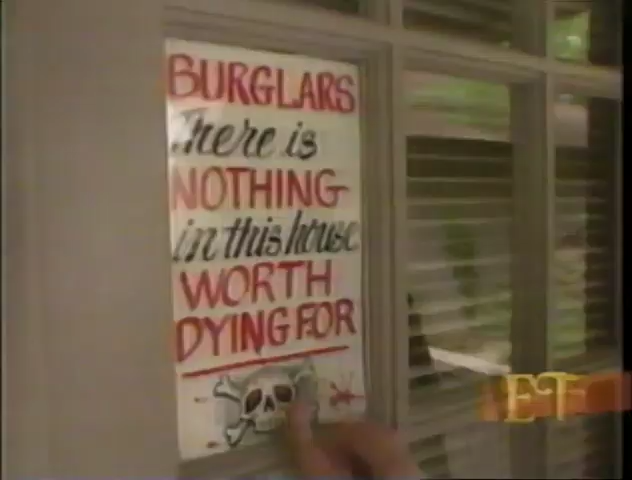 BURGLARS
There is
NOTHING
in this house
WORTH
DYING FOR
ET